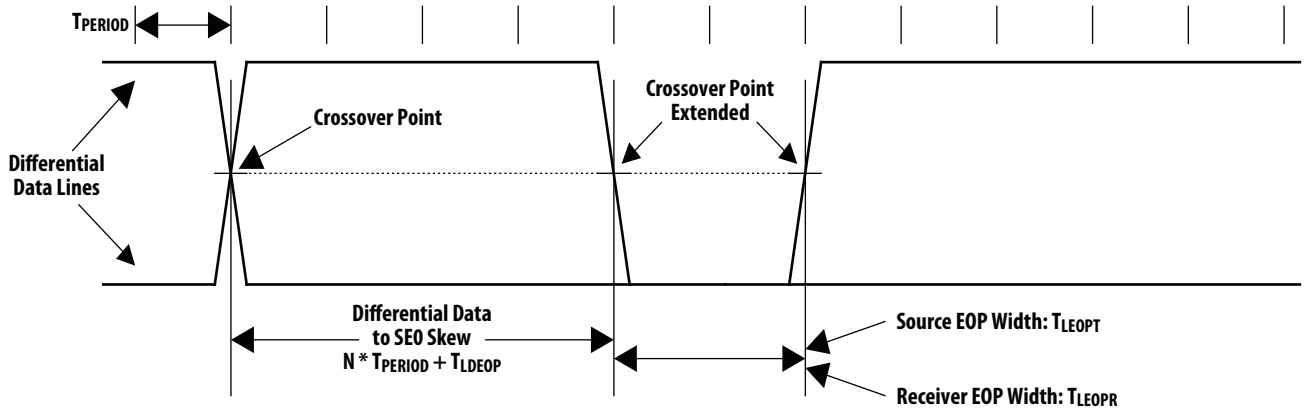 TPERIOD
Crossover Point
Crossover Point
Extended
Differential
Data Lines
Differential Data
to SE0 Skew
N * TPERIOD + TLDEOP
Source EOP Width: TLEOPT
Receiver EOP Width: TLEOPR